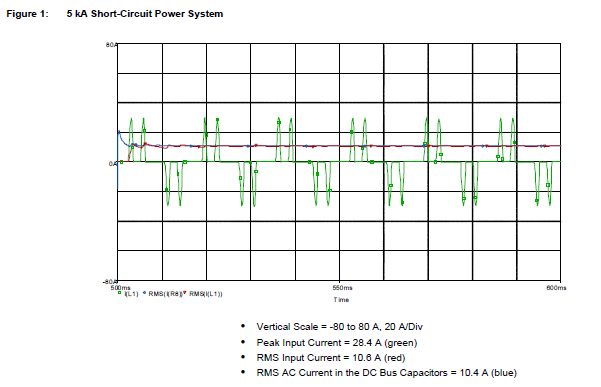 Figure 1: 5 kA Short-Circuit Power System
80A
0A
-80A
500ms 550ms 600ms
I(L1) RMS(I(R8)) RMS(I(L1))
Time
• Vertical Scale = -80 to 80 A, 20 A/Div
• Peak Input Current = 28.4 A (green)
• RMS Input Current = 10.6 A (red)
• RMS AC Current in the DC Bus Capacitors = 10.4 A (blue)